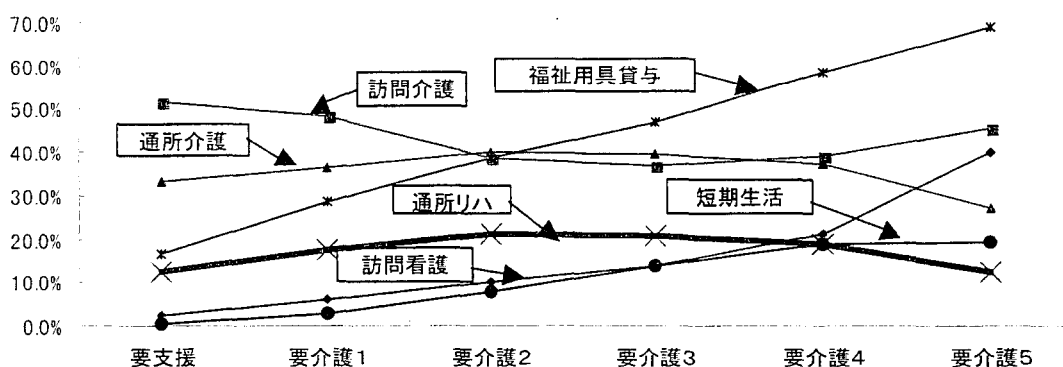 70.0%
60.0%
50.0%
40.0%
30.0%
20.0%
10.0%
0.0%
福祉用具貸与
訪問介護
通所介護
通所リハ
短期生活
訪問看護
要支援
要介護1
要介護2
要介護3
要介護4
要介護5